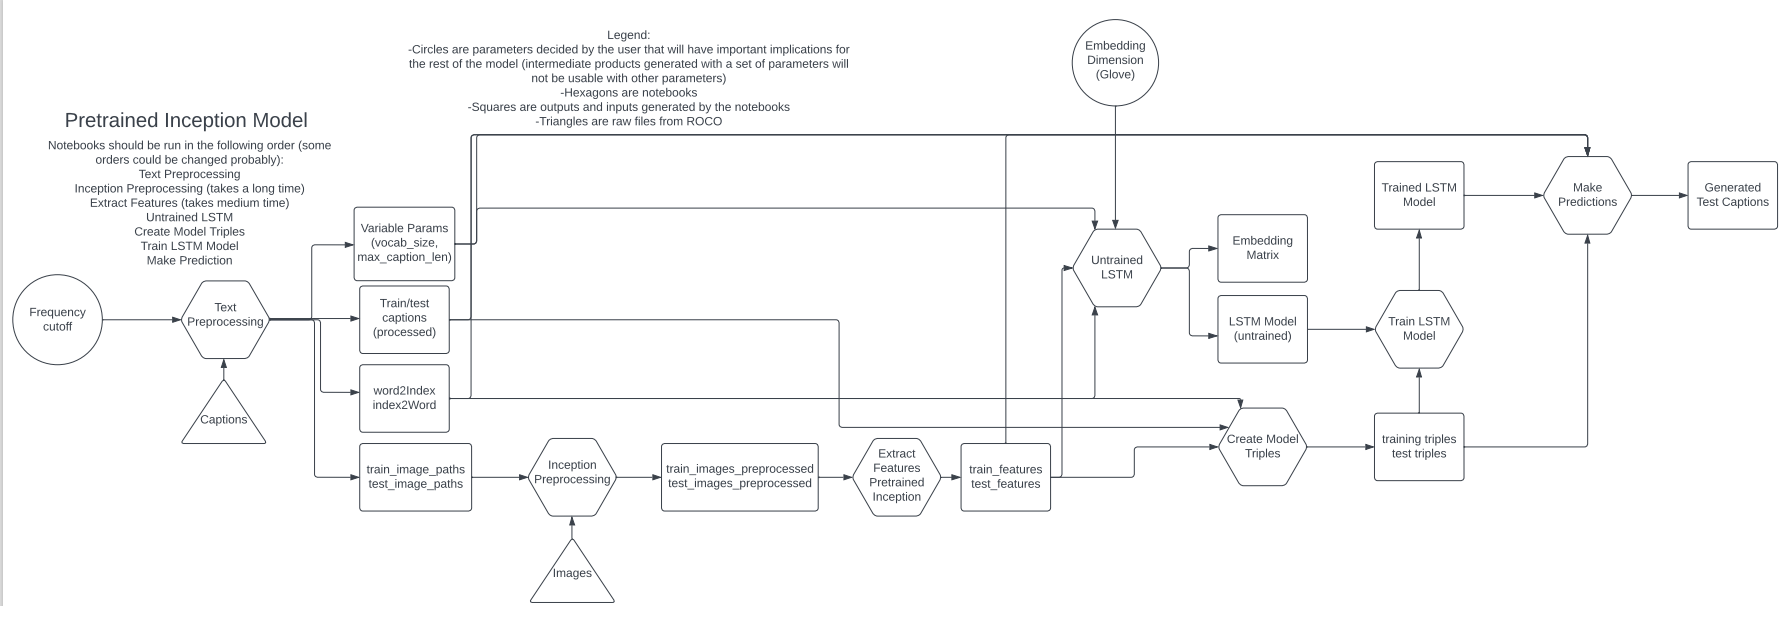 Legend:
-Circles are parameters decided by the user that will have important implications for
the rest of the model (intermediate products generated with a set of parameters will
not be usable with other parameters)
-Hexagons are notebooks
-Squares are outputs and inputs generated by the notebooks
-Triangles are raw files from ROCO
Embedding
Dimension
(Glove)
Pretrained Inception Model
Notebooks should be run in the following order (some
orders could be changed probably):
Text Preprocessing
Inception Preprocessing (takes a long time)
Extract Features (takes medium time)
Untrained LSTM
Create Model Triples
Train LSTM Model
Make Prediction
Frequency
cutoff
Text
Preprocessing
Captions
Variable Params
(vocab_size,
max_caption_len)
Train/test
captions
(processed)
word2Index
index2Word
train_image_paths
test_image_paths
Inception
Preprocessing
Images
train_images_preprocessed
test_images_preprocessed
Extract
Features
Pretrained
Inception
train_features
test_features
Untrained
LSTM
Embedding
Matrix
LSTM Model
(untrained)
Create Model
Triples
Trained LSTM
Model
Train LSTM
Model
training triples
test triples
Make
Predictions
Generated
Test Captions